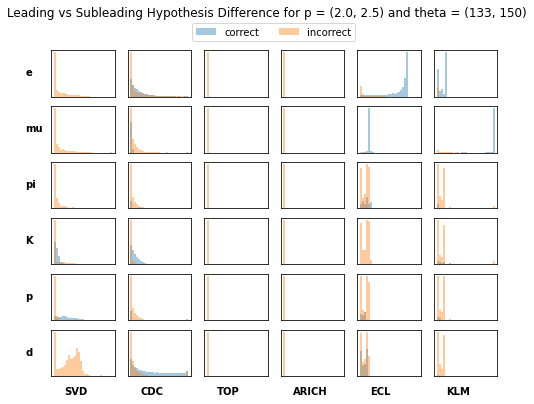 Leading vs Subleading Hypothesis Difference for p = (2.0, 2.5) and theta = (133, 150)
correct incorrect
e
mu
pi
K
p
d
SVD CDC TOP ARICH ECL KLM